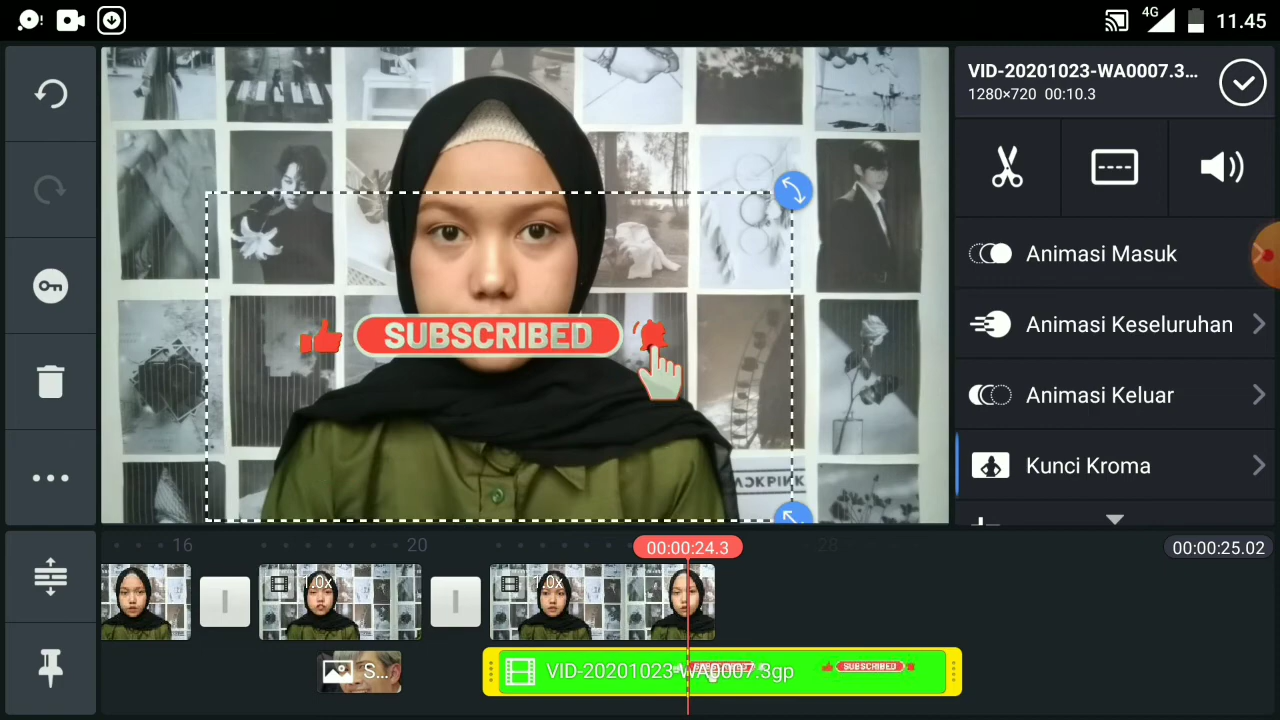 4G 11.45
VID-20201023-WA0007.3...
1280×720 00:10.3
Animasi Masuk
Animasi Keseluruhan
Animasi Keluar
Kunci Kroma
SUBSCRIBED
16
20
00:00:24.3
28
00:00:25.02
1.0x
1.0x
S...
VID-20201023-WA0007.3gp
SUBSCRIBED